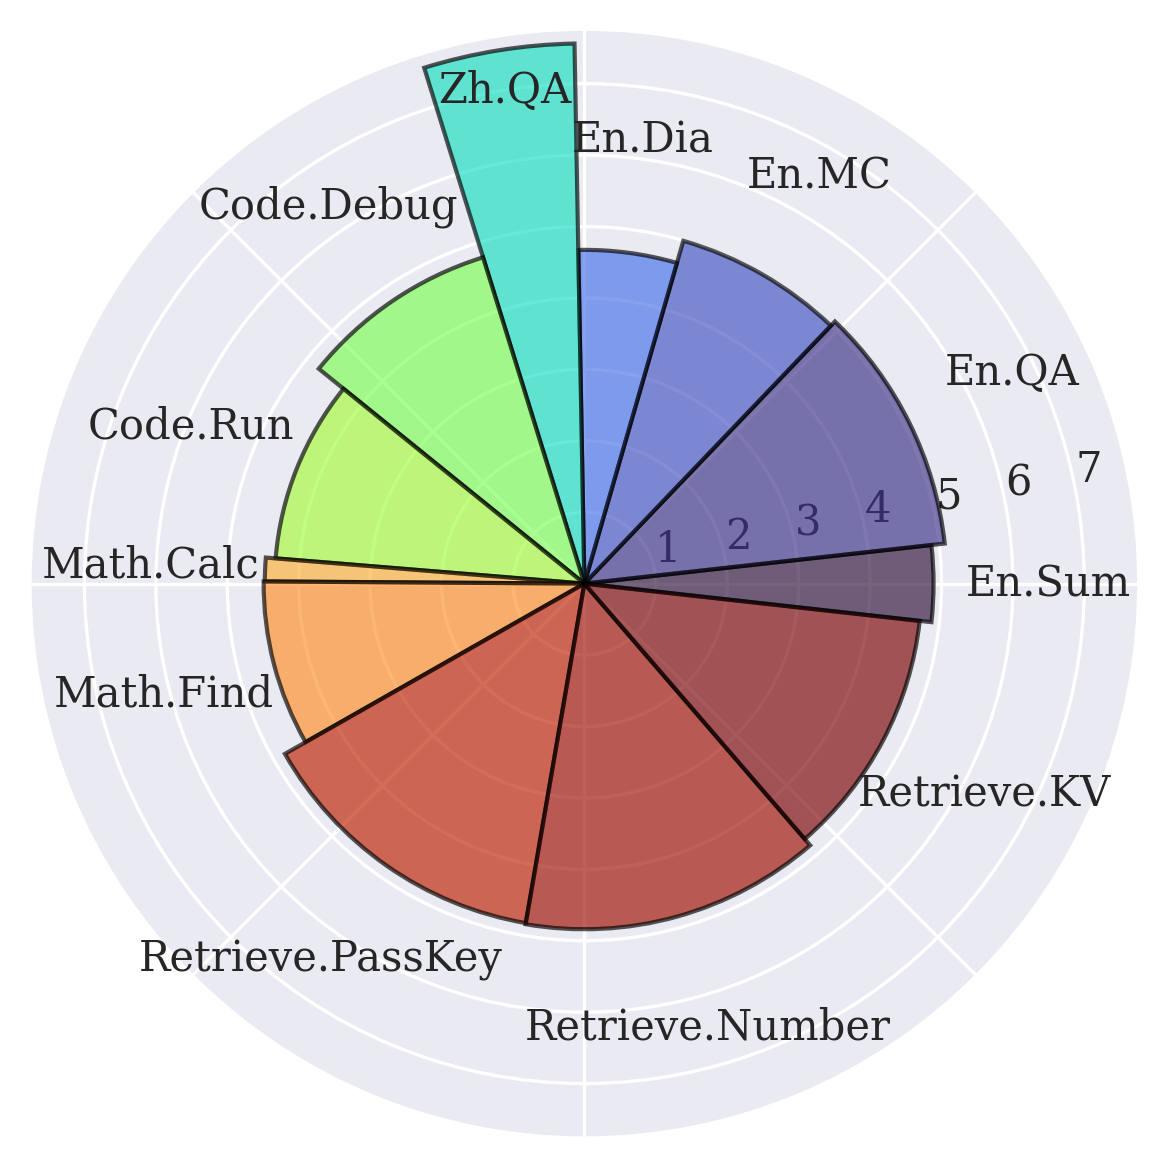 Zh.QA
En.Dia
En.MC
Code.Debug
En.QA
Code.Run
7
6
5
4
3
2
1
Math.Calc
En.Sum
Math.Find
Retrieve.KV
Retrieve.PassKey
Retrieve.Number